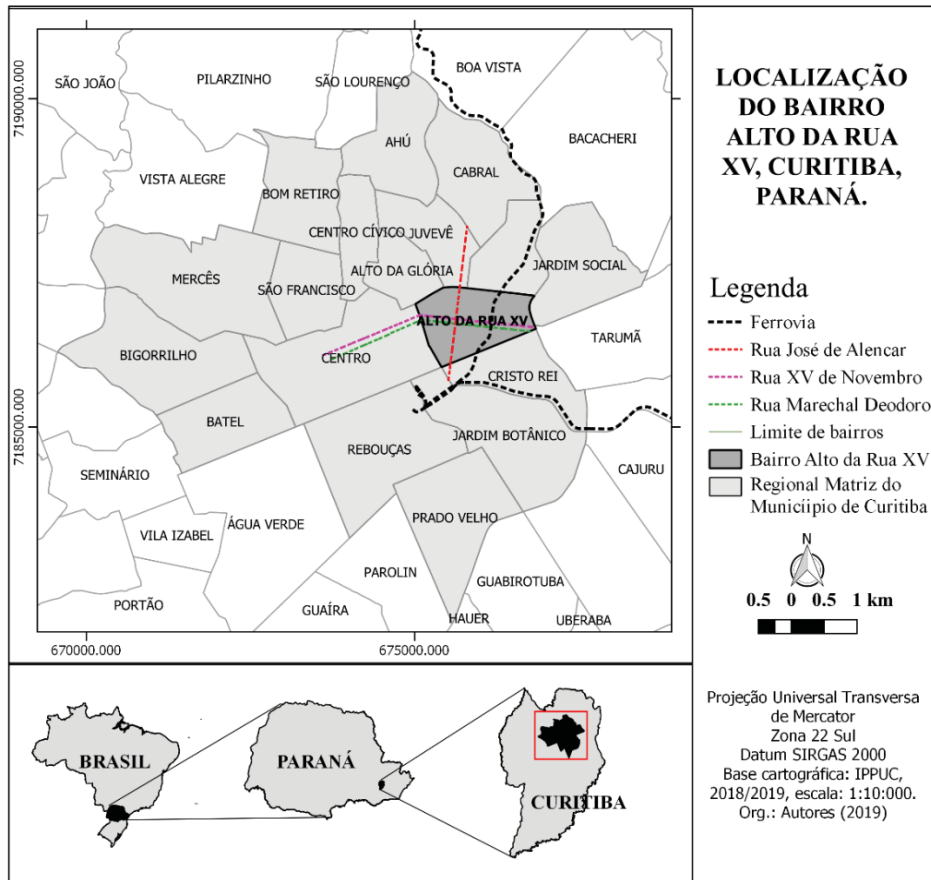 LOCALIZAÇÃO
DO BAIRRO
ALTO DA RUA
XV, CURITIBA,
PARANÁ.
7190000.000
7185000.000
670000.000
675000.000
SÃO JOÃO
PILARZINHO
SÃO LOURENÇO
BOA VISTA
BACACHERI
AHÚ
CABRAL
VISTA ALEGRE
BOM RETIRO
CENTRO CÍVICO
JUVEVÊ
MERCÊS
SÃO FRANCISCO
ALTO DA GLÓRIA
JARDIM SOCIAL
ALTO DA RUA XV
TARUMÃ
BIGORRILHO
CENTRO
CRISTO REI
BATEL
REBOUÇAS
JARDIM BOTÂNICO
SEMINÁRIO
CAJURU
VILA IZABEL
ÁGUA VERDE
PRADO VELHO
PAROLIN
GUABIROTUBA
PORTÃO
GUAÍRA
HAUER
UBERABA
Legenda
Ferrovia
Rua José de Alencar
Rua XV de Novembro
Rua Marechal Deodoro
Limite de bairros
Bairro Alto da Rua XV
Regional Matriz do
Municíipio de Curitiba
N
0.5 0 0.5 1 km
BRASIL
PARANÁ
CURITIBA
Projeção Universal Transversa
de Mercator
Zona 22 Sul
Datum SIRGAS 2000
Base cartográfica: IPPUC,
2018/2019, escala: 1:10:000.
Org.: Autores (2019)